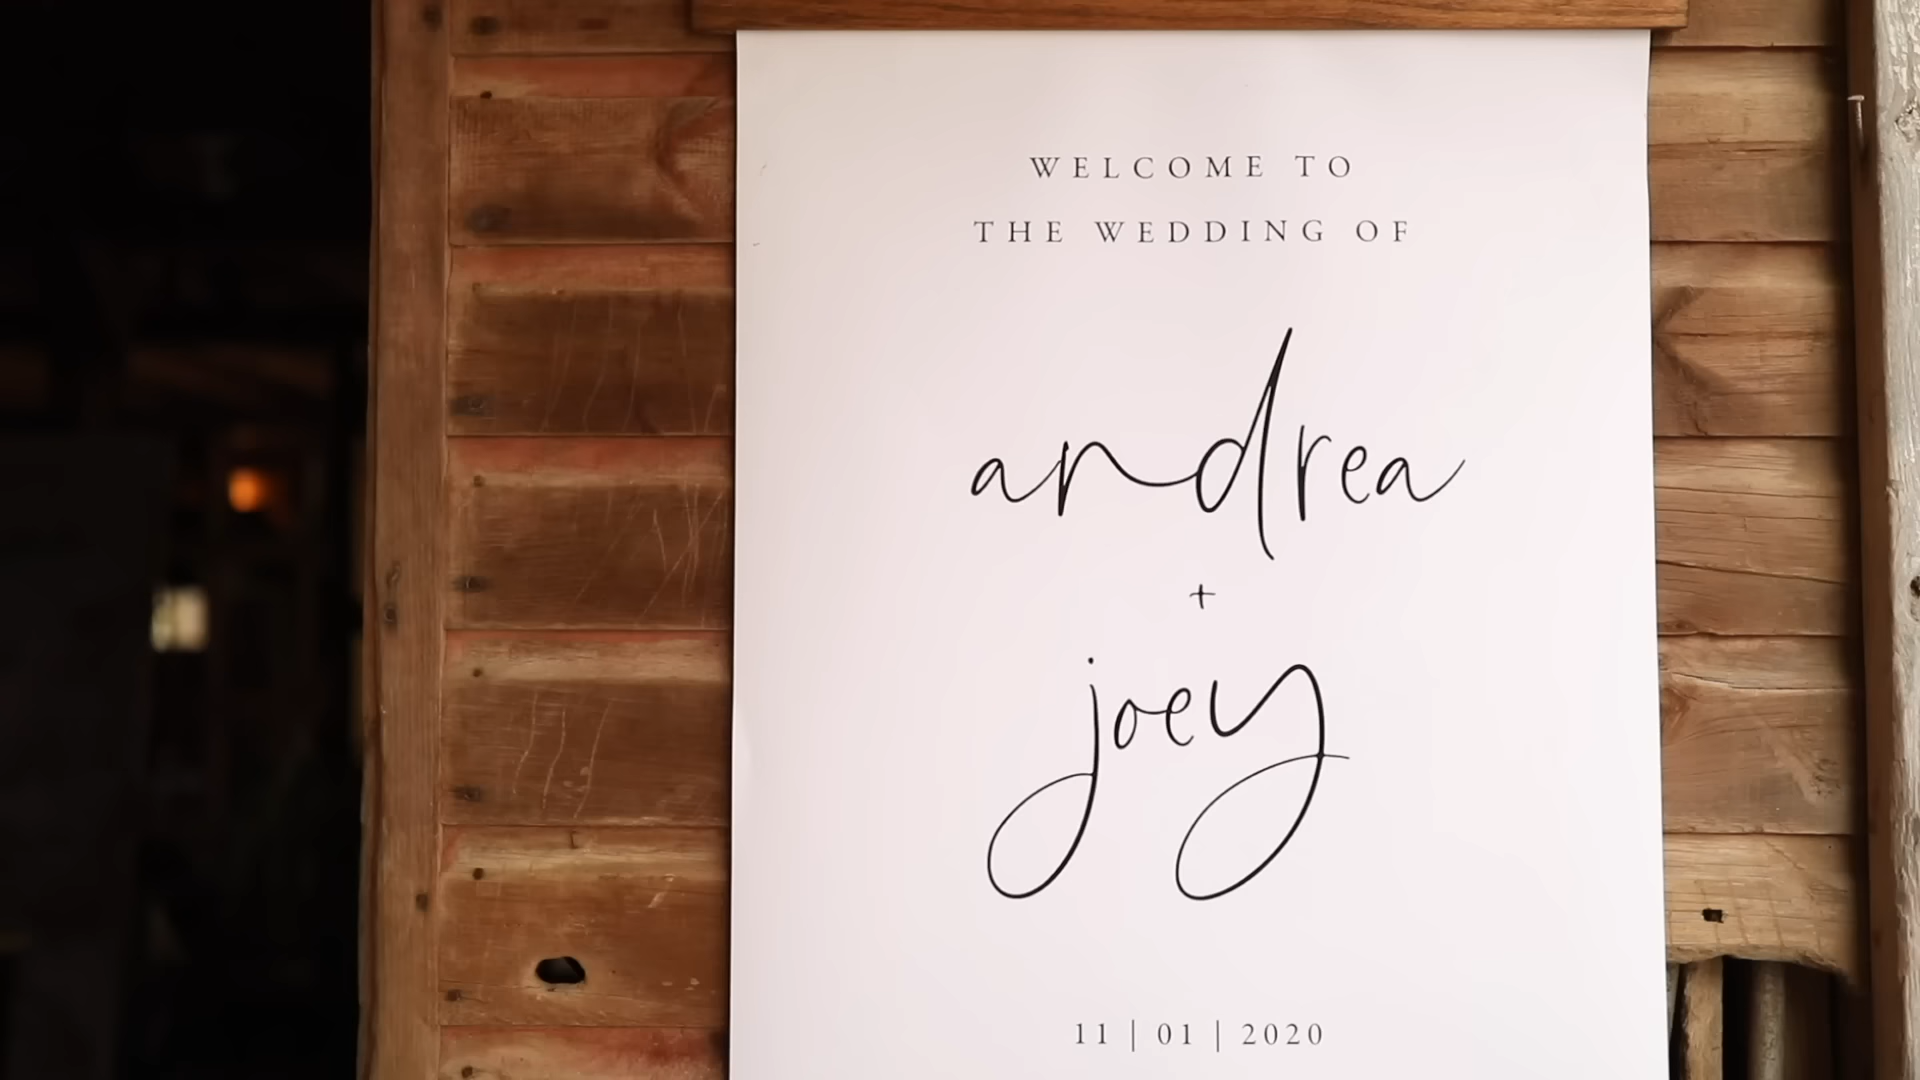 WELCOME TO
THE WEDDING OF
andrea
+
joey
11 | 01 | 2020